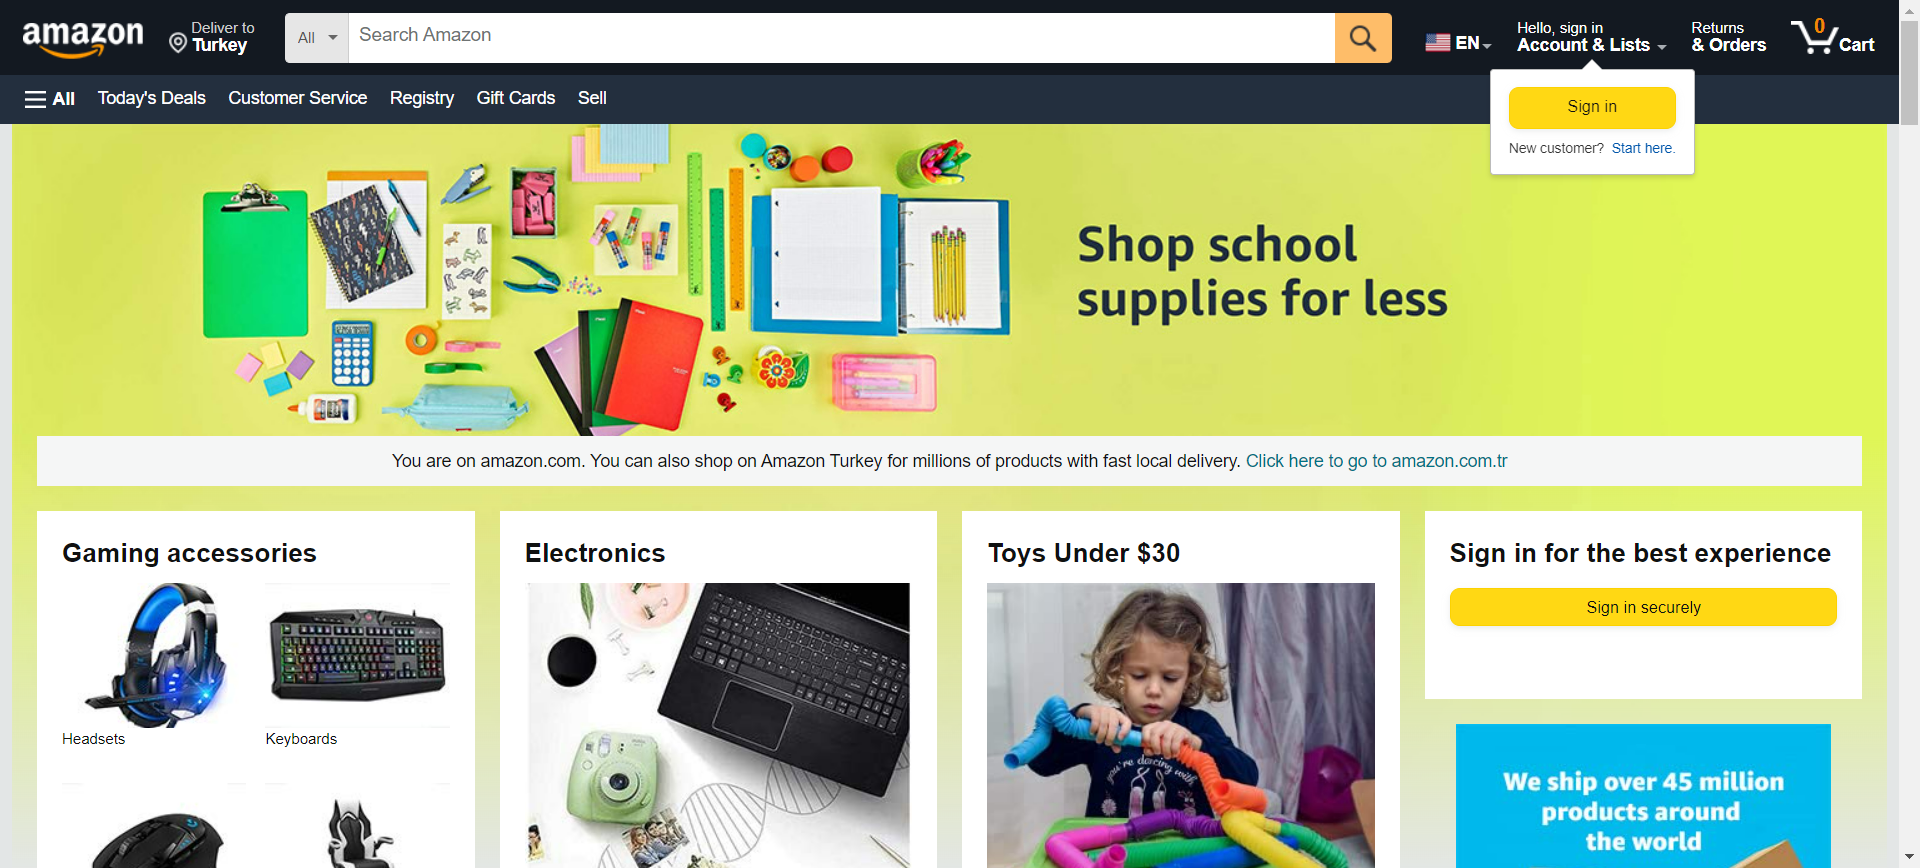 amazon
Deliver to
Turkey
All
Search Amazon
EN
Hello, sign in
Account & Lists
Returns
& Orders
0
Cart
All
Today's Deals
Customer Service
Registry
Gift Cards
Sell
Sign in
New customer? Start here.
Shop school
supplies for less
You are on amazon.com. You can also shop on Amazon Turkey for millions of products with fast local delivery. Click here to go to amazon.com.tr
Gaming accessories
Headsets
Keyboards
Electronics
Toys Under $30
you're dancing with
Sign in for the best experience
Sign in securely
We ship over 45 million
products around
the world